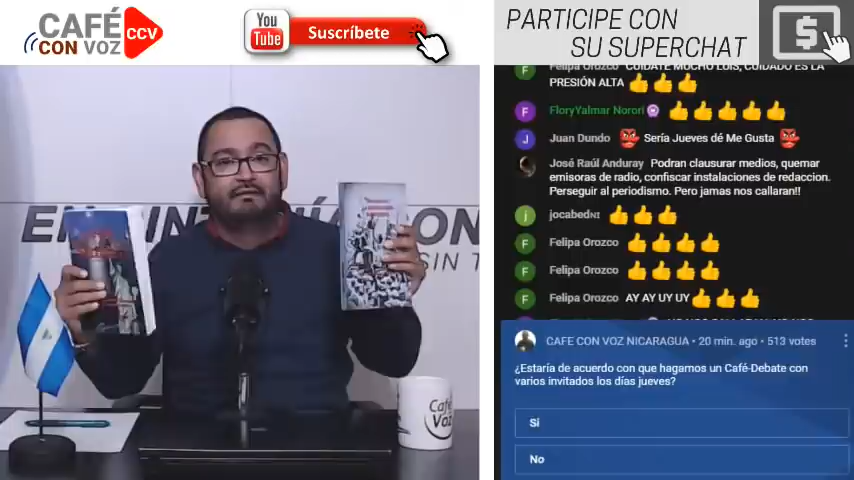 CAFÉ
CON VOZ
CCV
You
Tube
Suscríbete
PARTICIPE CON
SU SUPERCHAT
$
Felipa Orozco CUIDATE MUCHO LUIS, CUIDADO ES LA
PRESIÓN ALTA
F
FloryYalmar Norori
J
Juan Dundo Sería Jueves dé Me Gusta
José Raúl Anduray Podran clausurar medios, quemar
emisoras de radio, confiscar instalaciones de redaccion.
Perseguir al periodismo. Pero jamas nos callaran!!
j
jocabedɴɪ
F
Felipa Orozco
F
Felipa Orozco
F
Felipa Orozco AY AY UY UY
CAFE CON VOZ NICARAGUA • 20 min. ago • 513 votes
¿Estaría de acuerdo con que hagamos un Café-Debate con
varios invitados los días jueves?
Sí
No
SIN
Café
Voz